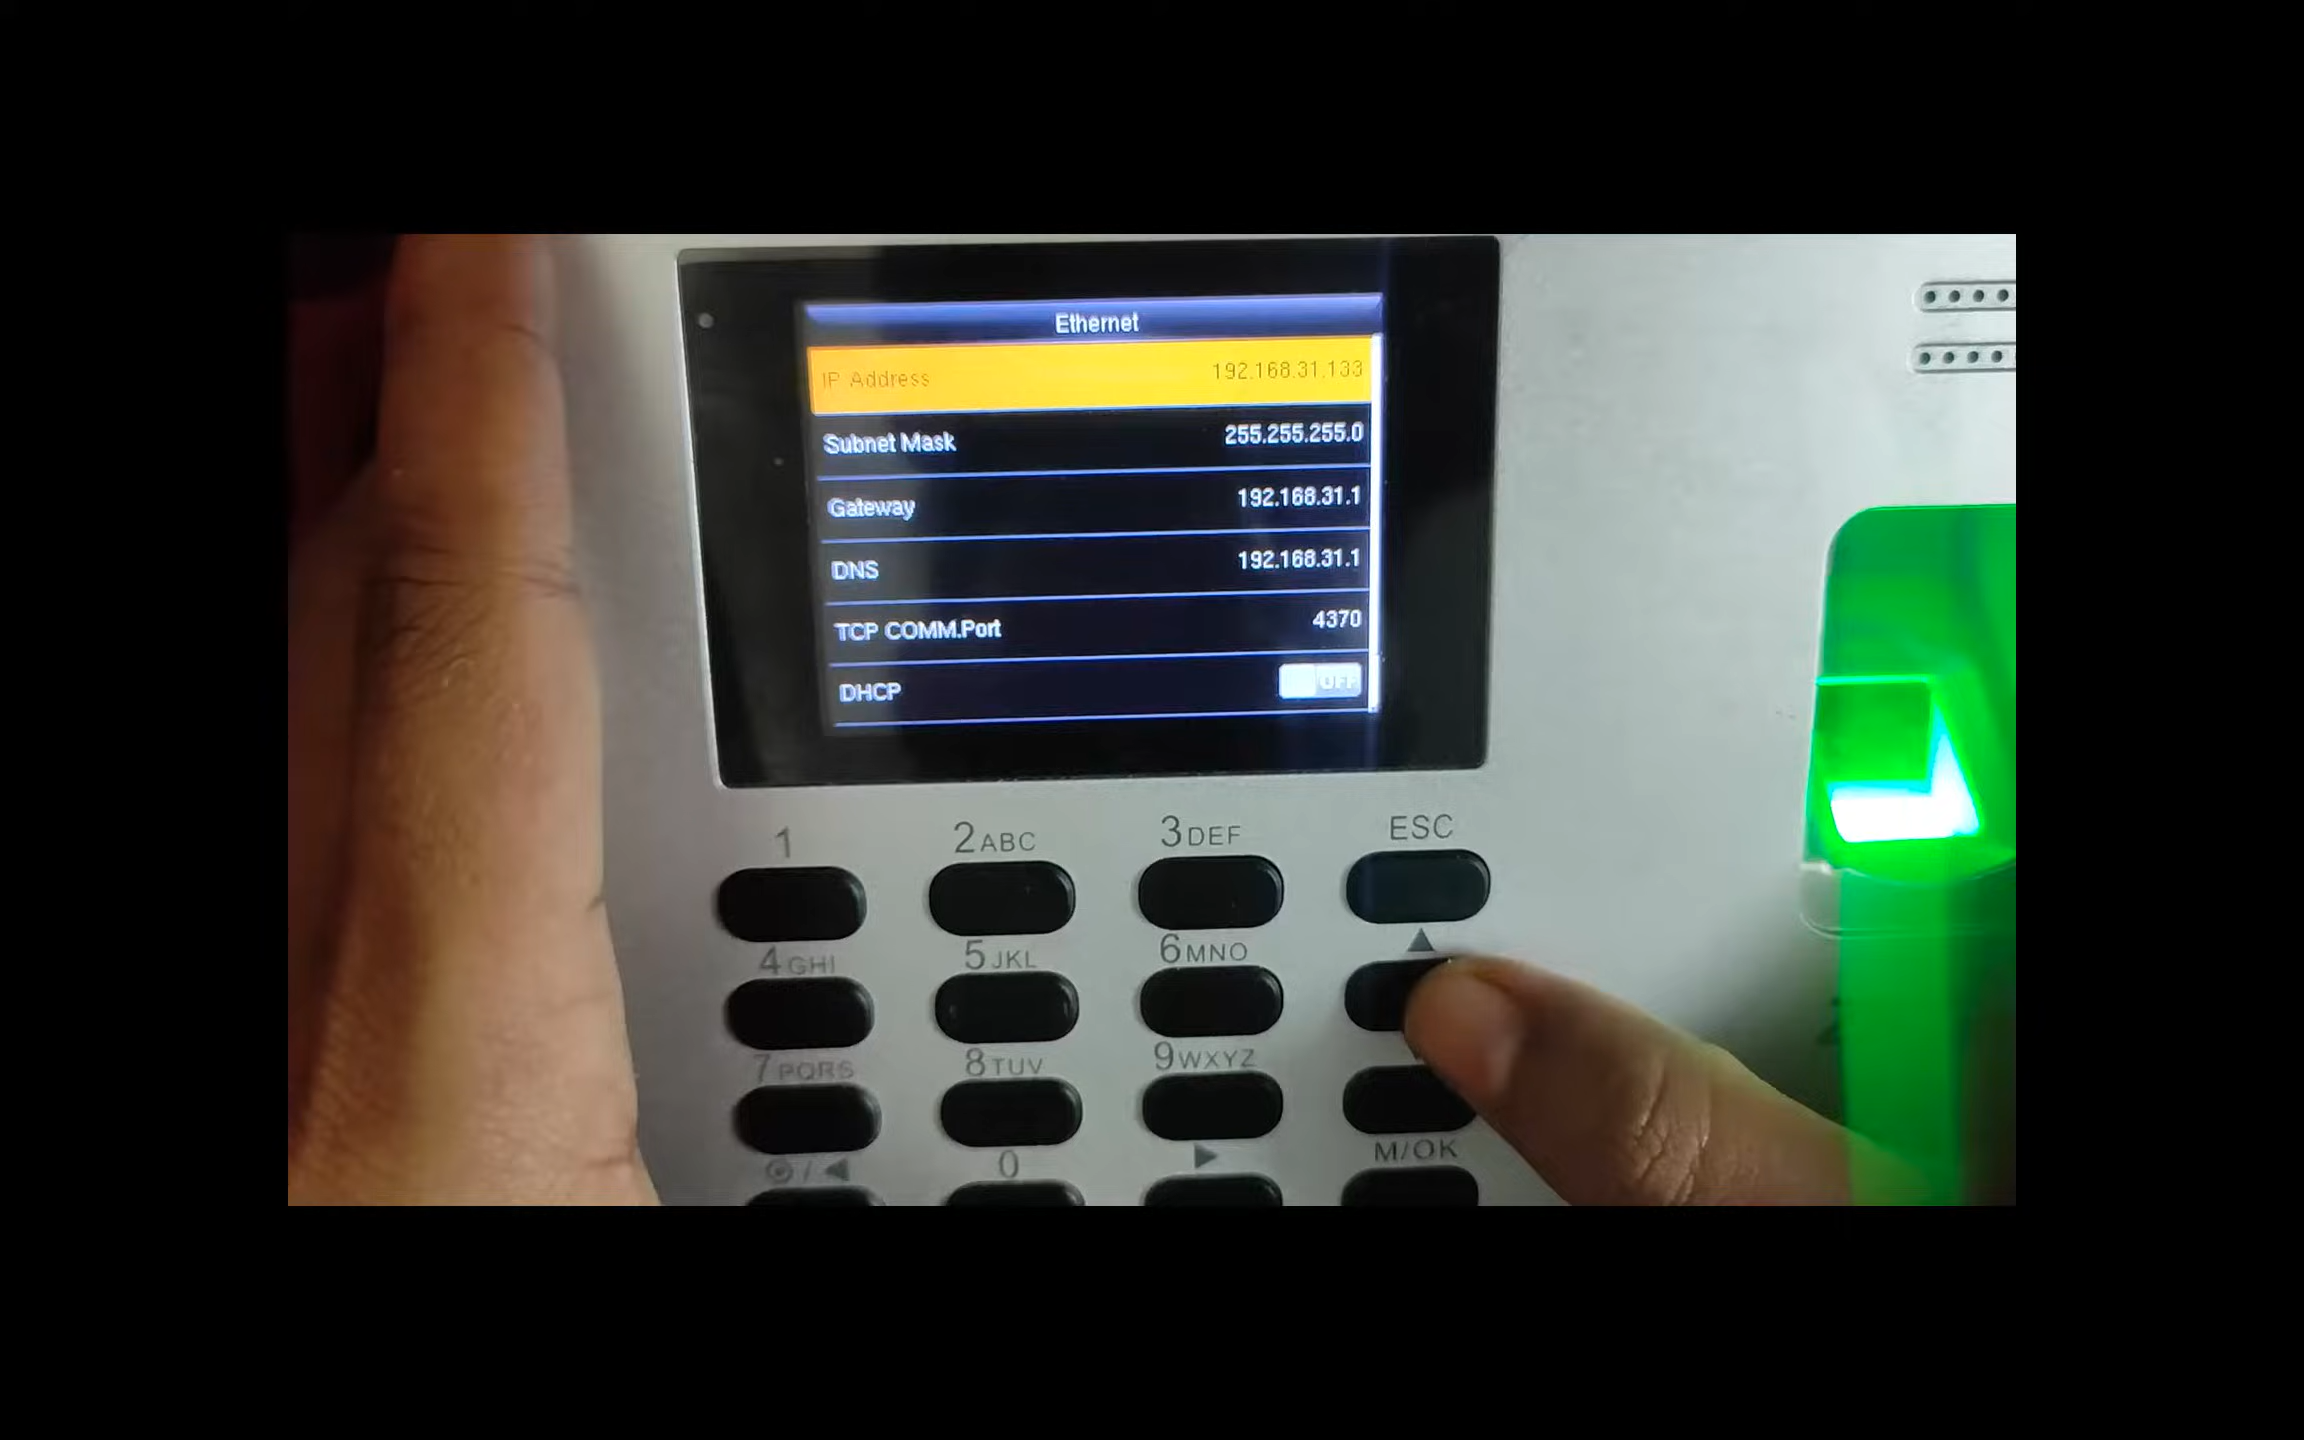 Ethernet
IP Address 192.168.31.133
Subnet Mask 255.255.255.0
Gateway 192.168.31.1
DNS 192.168.31.1
TCP COMM.Port 4370
DHCP OFF
1 2ABC 3DEF ESC
4GHI 5JKL 6MNO
7PQRS 8TUV 9WXYZ
/ 0 M/OK